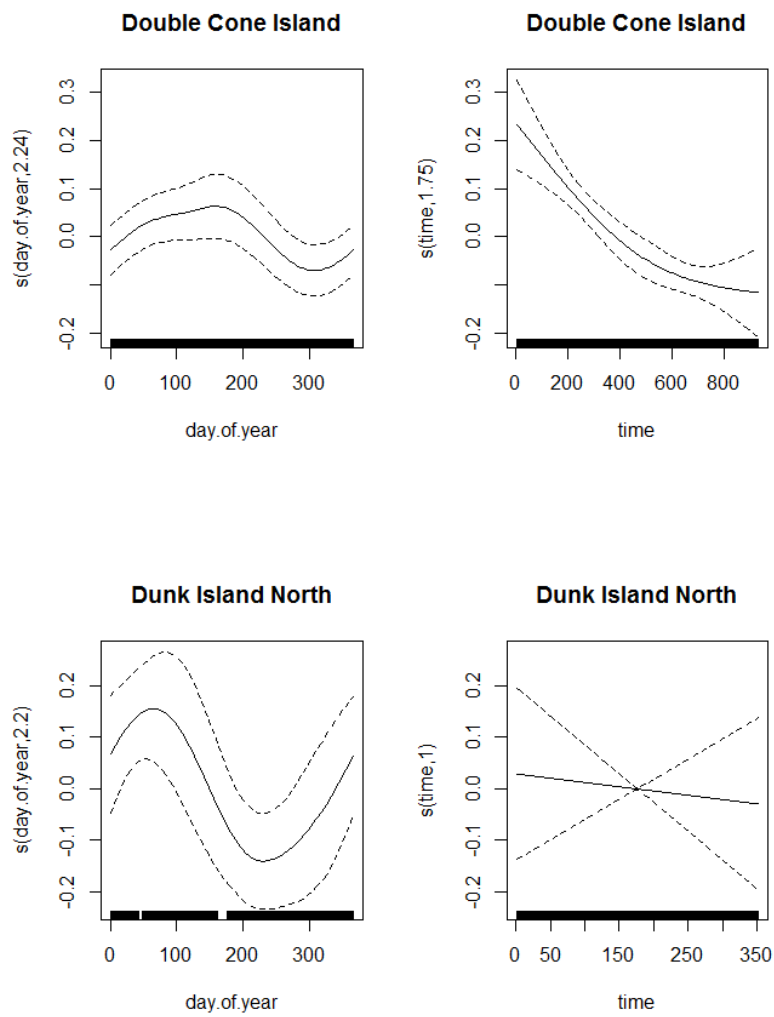 Double Cone Island
s(day.of.year,2.24)
0.3
0.2
0.1
0.0
-0.2
0 100 200 300
day.of.year
Double Cone Island
s(time,1.75)
0.3
0.2
0.1
0.0
-0.2
0 200 400 600 800
time
Dunk Island North
s(day.of.year,2.2)
0.2
0.1
0.0
-0.1
-0.2
0 100 200 300
day.of.year
Dunk Island North
s(time,1)
0.2
0.1
0.0
-0.1
-0.2
0 50 150 250 350
time